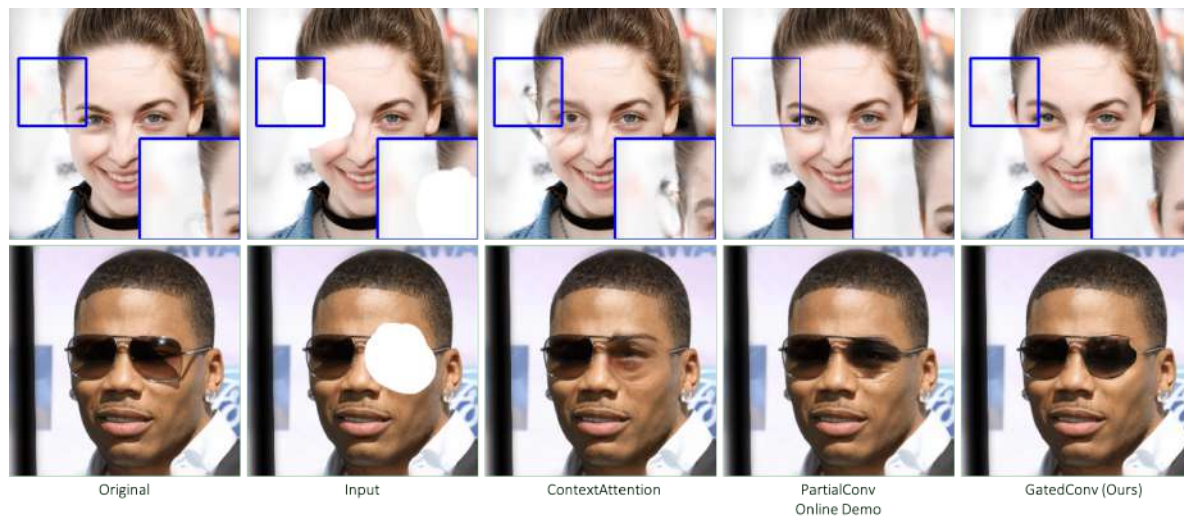 Original
Input
ContextAttention
PartialConv
Online Demo
GatedConv (Ours)